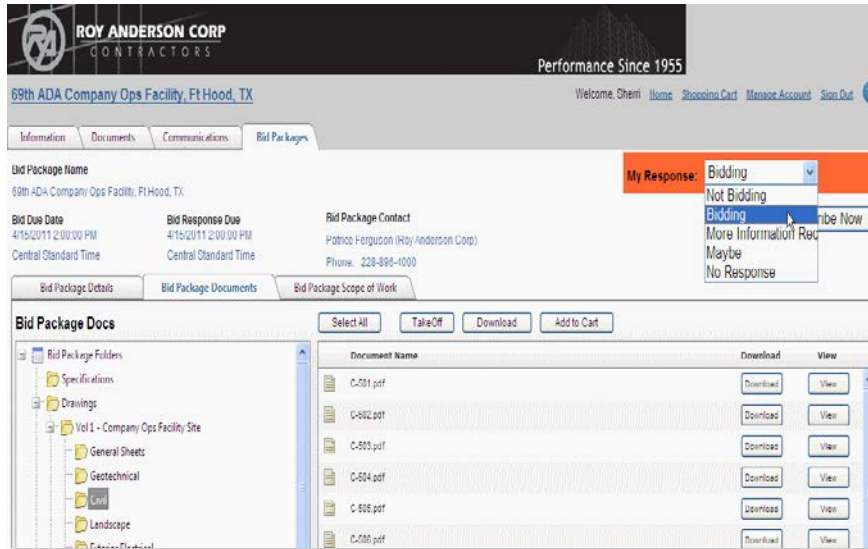 ROY ANDERSON CORP
CONTRACTORS
Performance Since 1955
69th ADA Company Ops Facility, Ft Hood, TX
Welcome, Sherri Home Shopping Cart Manage Account Sign Out
Information Documents Communications Bid Packages
Bid Package Name
69th ADA Company Ops Facility, Ft Hood, TX
My Response: Bidding
Not Bidding
Bidding
More Information Req
Maybe
No Response
ribe Now
Bid Due Date Bid Response Due Bid Package Contact
4/15/2011 2:00:00 PM 4/15/2011 2:00:00 PM Patrice Ferguson (Roy Anderson Corp)
Central Standard Time Central Standard Time Phone: 228-896-4000
Bid Package Details Bid Package Documents Bid Package Scope of Work
Bid Package Docs Select All TakeOff Download Add to Cart
Bid Package Folders
Specifications
Drawings
Vol 1 - Company Ops Facility Site
General Sheets
Geotechnical
Civil
Landscape
Exterior Electrical
Document Name Download View
C-501.pdf Download View
C-502.pdf Download View
C-503.pdf Download View
C-504.pdf Download View
C-505.pdf Download View
C-506.pdf Download View